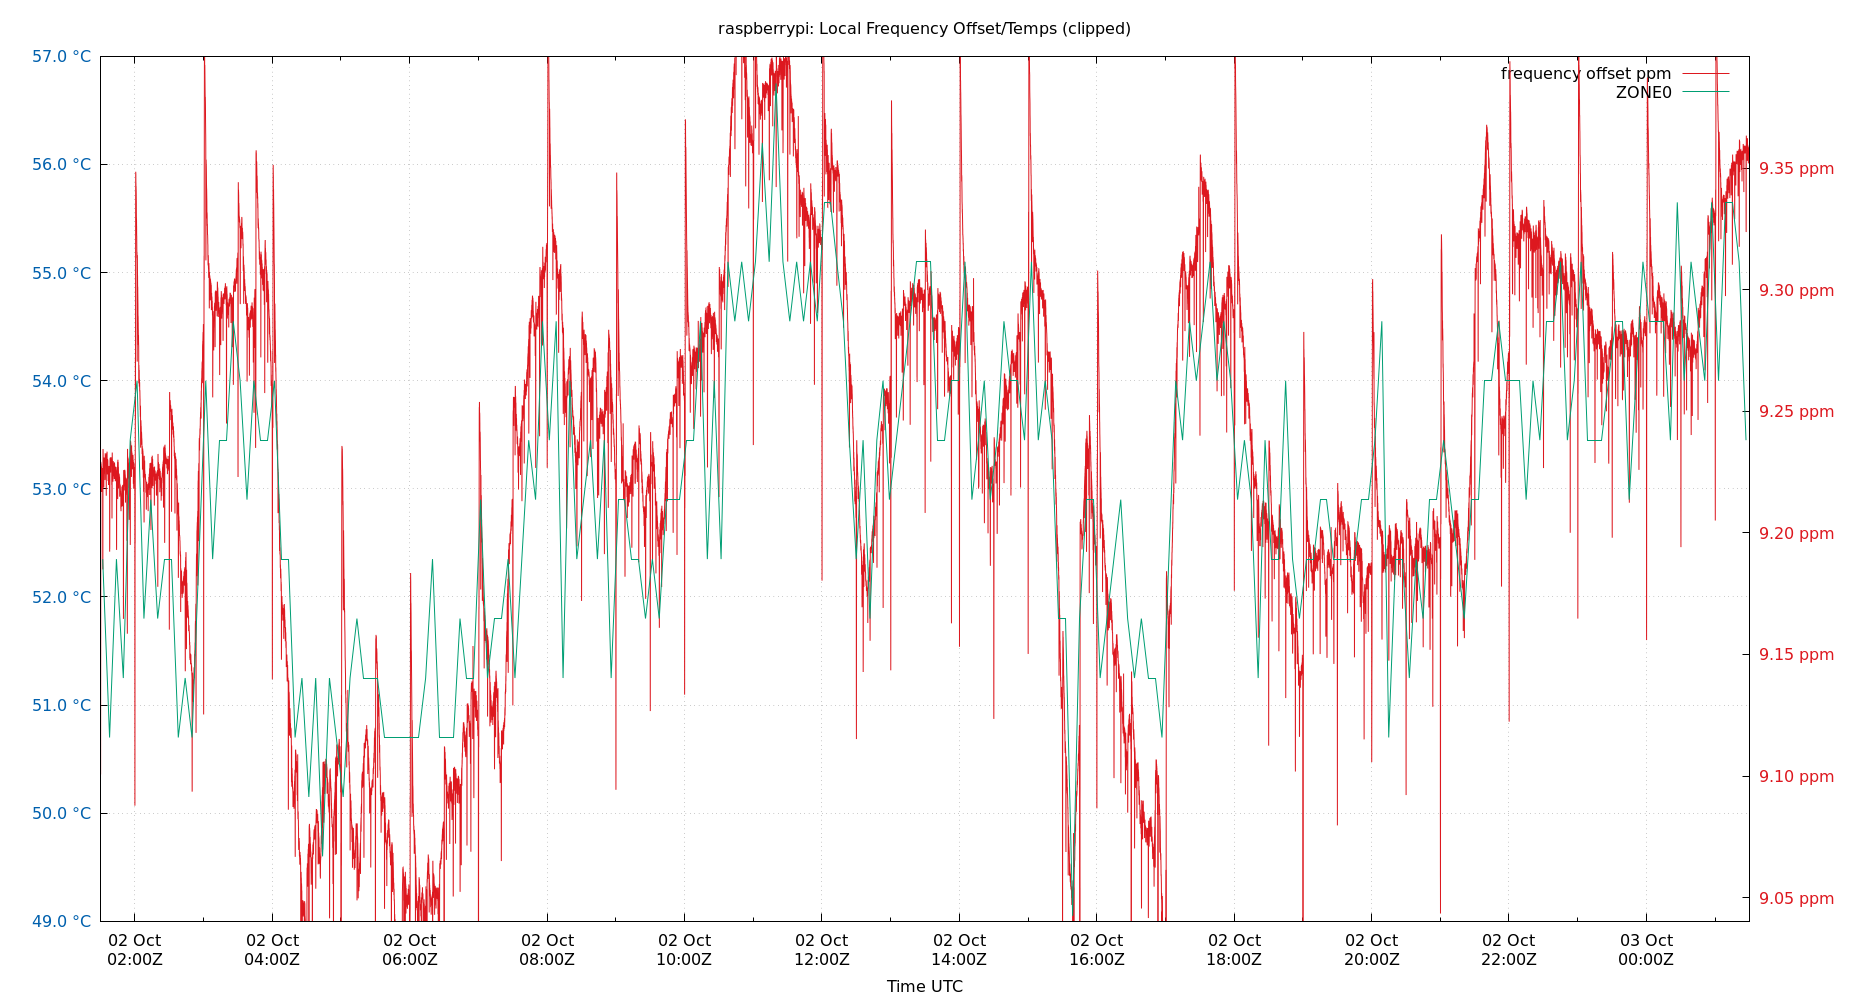 raspberrypi: Local Frequency Offset/Temps (clipped)
57.0 °C
56.0 °C
55.0 °C
54.0 °C
53.0 °C
52.0 °C
51.0 °C
50.0 °C
49.0 °C
frequency offset ppm
ZONE0
9.35 ppm
9.30 ppm
9.25 ppm
9.20 ppm
9.15 ppm
9.10 ppm
9.05 ppm
02 Oct 02 Oct 02 Oct 02 Oct 02 Oct 02 Oct 02 Oct 02 Oct 02 Oct 02 Oct 02 Oct 03 Oct
02:00Z 04:00Z 06:00Z 08:00Z 10:00Z 12:00Z 14:00Z 16:00Z 18:00Z 20:00Z 22:00Z 00:00Z
Time UTC